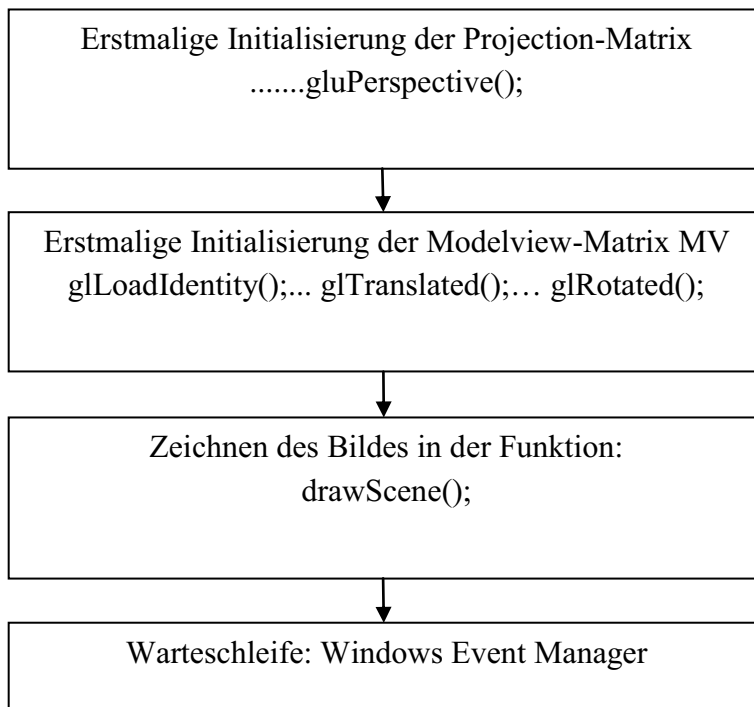 Erstmalige Initialisierung der Projection-Matrix
.......gluPerspective();
Erstmalige Initialisierung der Modelview-Matrix MV
glLoadIdentity();... glTranslated();… glRotated();
Zeichnen des Bildes in der Funktion:
drawScene();
Warteschleife: Windows Event Manager